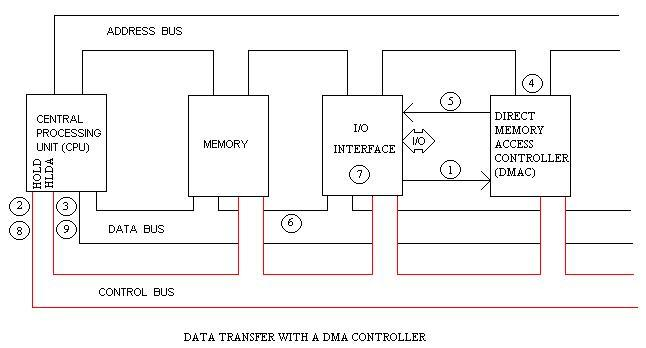 ADDRESS BUS
4
5
1
CENTRAL
PROCESSING
UNIT (CPU)
HOLD
HLDA
MEMORY
I/O
INTERFACE
7
I/O
DIRECT
MEMORY
ACCESS
CONTROLLER
(DMAC)
2
3
8
9
6
DATA BUS
CONTROL BUS
DATA TRANSFER WITH A DMA CONTROLLER